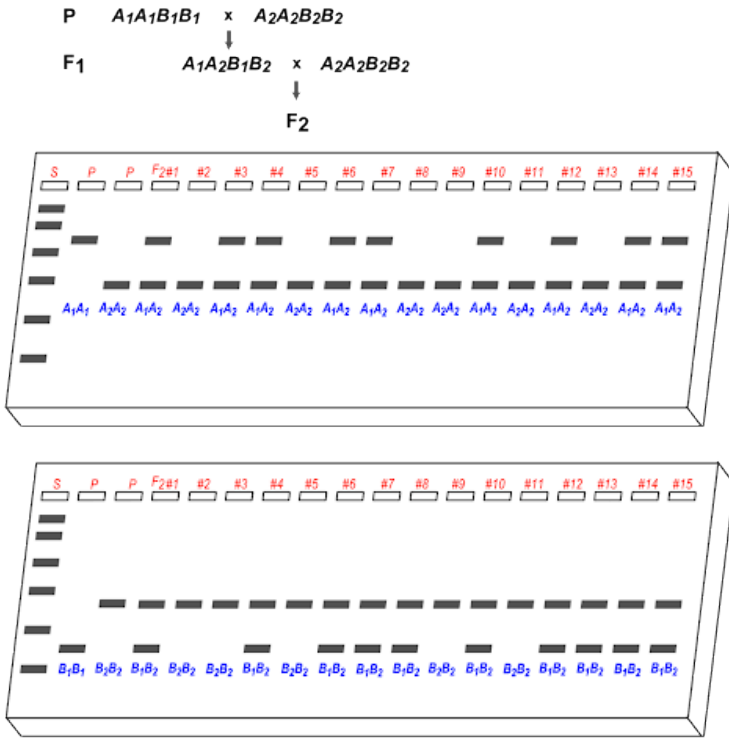 P A₁A₁B₁B₁ x A₂A₂B₂B₂
F₁ A₁A₂B₁B₂ x A₂A₂B₂B₂
F₂
S P P F₂#1 #2 #3 #4 #5 #6 #7 #8 #9 #10 #11 #12 #13 #14 #15
A₁A₁ A₂A₂ A₁A₂ A₂A₂ A₁A₂ A₁A₂ A₂A₂ A₁A₂ A₁A₂ A₂A₂ A₂A₂ A₁A₂ A₂A₂ A₁A₂ A₂A₂ A₁A₂ A₁A₂
S P P F₂#1 #2 #3 #4 #5 #6 #7 #8 #9 #10 #11 #12 #13 #14 #15
B₁B₁ B₂B₂ B₁B₂ B₂B₂ B₂B₂ B₁B₂ B₂B₂ B₁B₂ B₁B₂ B₁B₂ B₂B₂ B₁B₂ B₂B₂ B₁B₂ B₁B₂ B₁B₂ B₁B₂